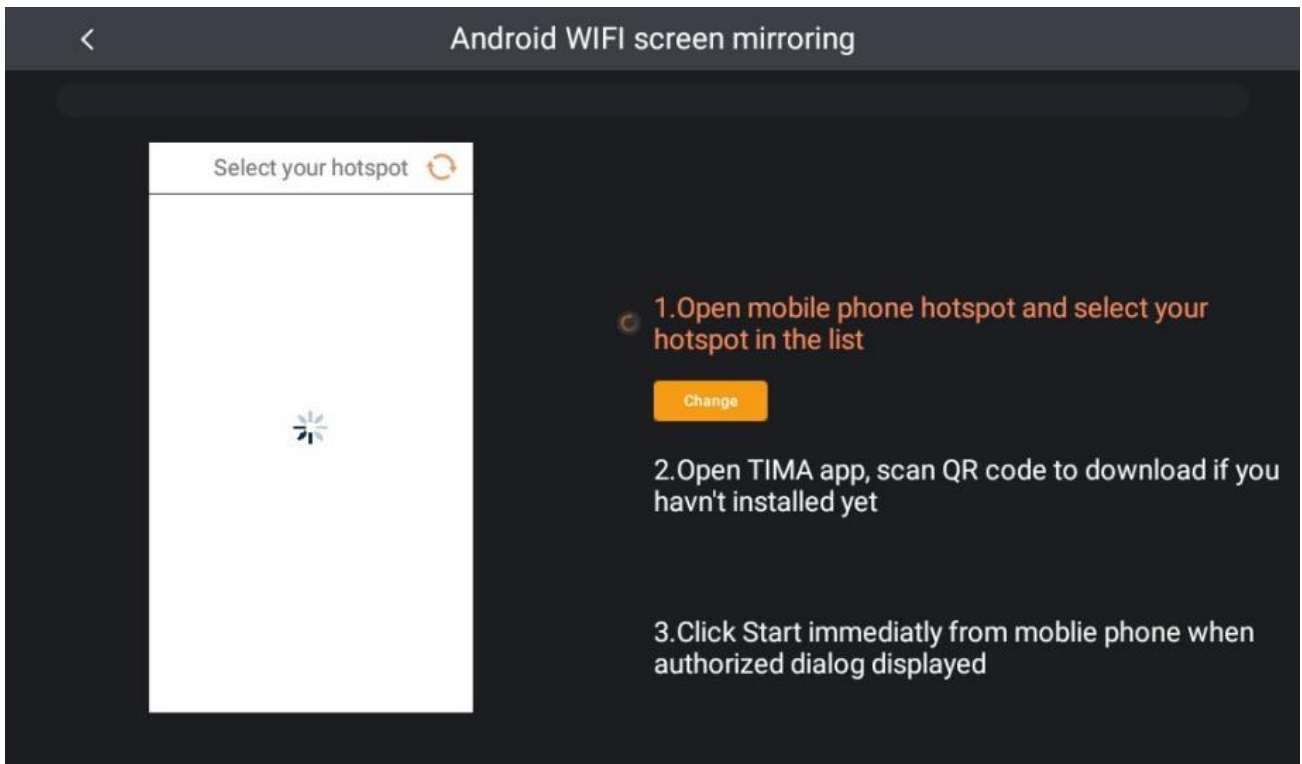 Android WIFI screen mirroring
Select your hotspot
1.Open mobile phone hotspot and select your
hotspot in the list
Change
2.Open TIMA app, scan QR code to download if you
havn't installed yet
3.Click Start immediatly from moblie phone when
authorized dialog displayed